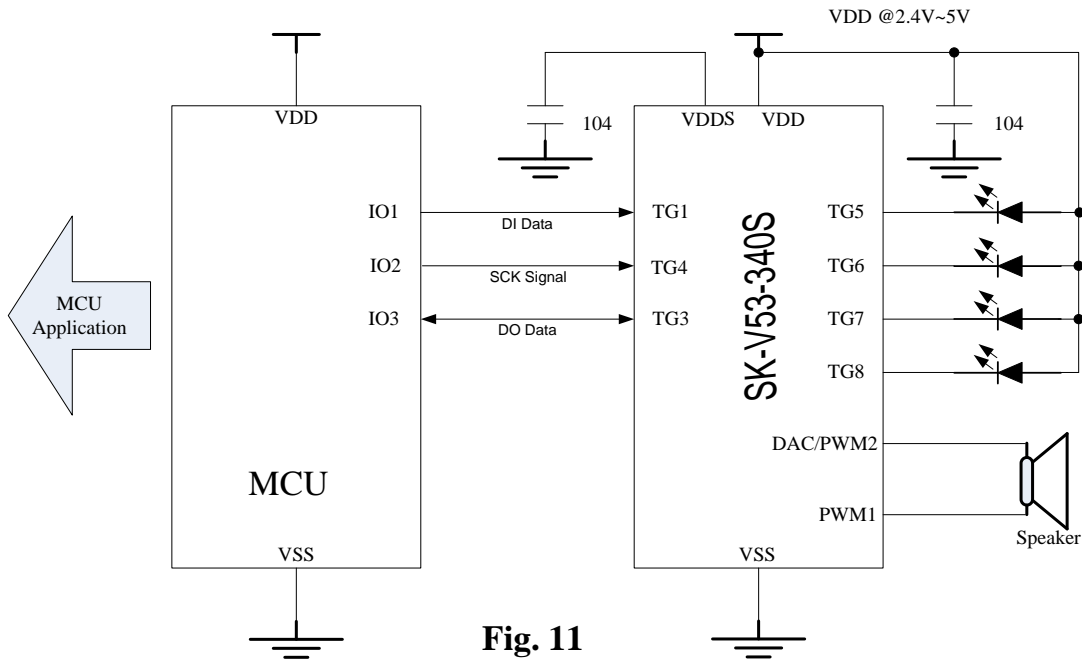 VDD @2.4V~5V
VDD
104
VDDS
VDD
104
IO1
DI Data
TG1
TG5
IO2
SCK Signal
TG4
TG6
MCU
Application
IO3
DO Data
TG3
TG7
TG8
SK-V53-340S
DAC/PWM2
MCU
PWM1
Speaker
VSS
VSS
Fig. 11